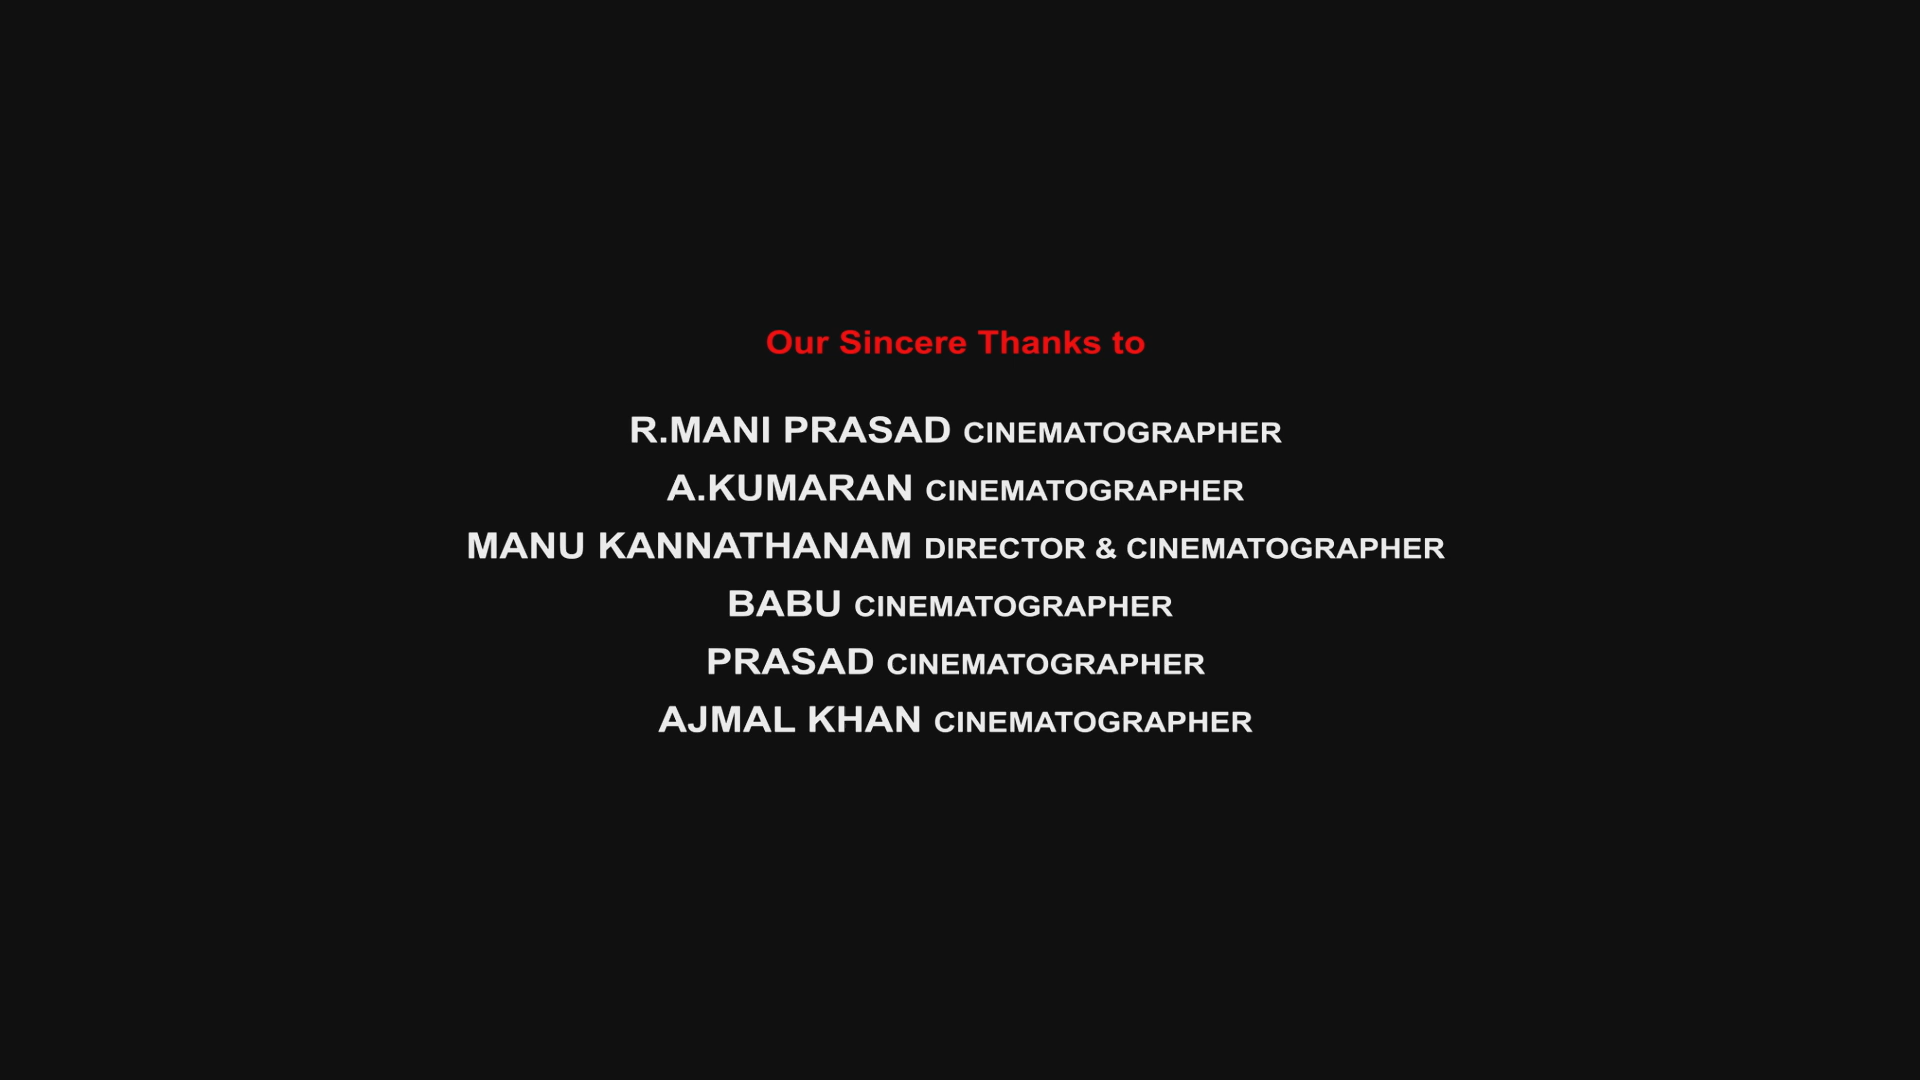 Our Sincere Thanks to
R.MANI PRASAD CINEMATOGRAPHER
A.KUMARAN CINEMATOGRAPHER
MANU KANNATHANAM DIRECTOR & CINEMATOGRAPHER
BABU CINEMATOGRAPHER
PRASAD CINEMATOGRAPHER
AJMAL KHAN CINEMATOGRAPHER